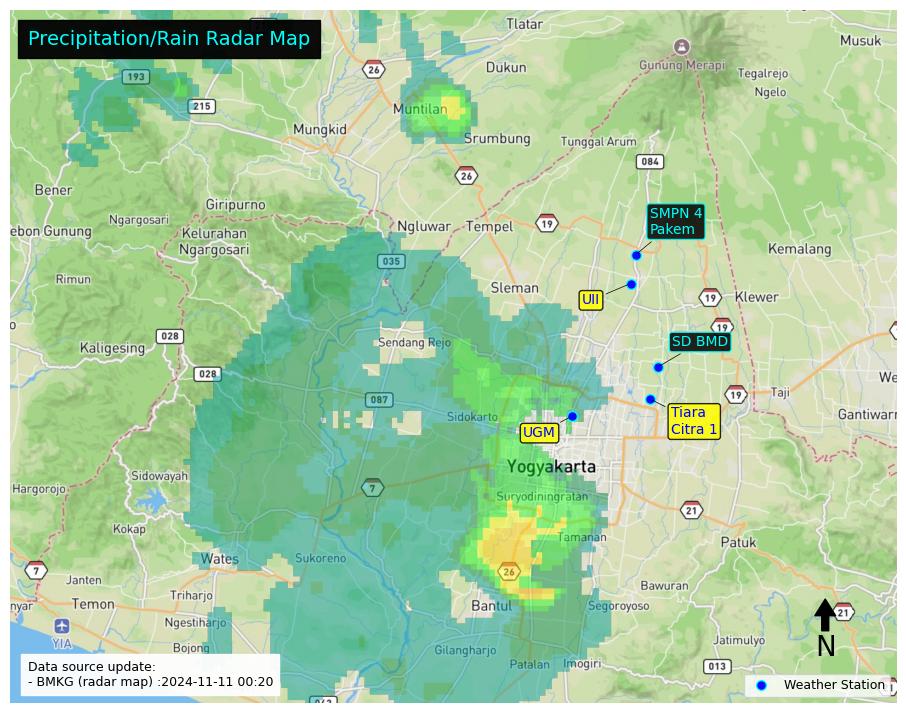 Precipitation/Rain Radar Map
Tlatar
Musuk
26
Dukun
Gunung Merapi
Tegalrejo
Ngelo
193
215
Muntilan
Mungkid
Srumbung
Tunggal Arum
084
26
Bener
Giripurno
SMPN 4
Pakem
Ngargosari
ebon Gunung
Kelurahan
Ngargosari
Ngluwar
Tempel
19
Kemalang
035
Rimun
Sleman
UII
19
Klewer
19
028
Kaligesing
Sendang Rejo
SD BMD
028
We
087
19
Taji
Sidokarto
UGM
Tiara
Citra 1
Gantiwarr
Yogyakarta
Sidowayah
Hargorojo
7
Suryodiningratan
21
Kokap
Tamanan
Patuk
Wates
Sukoreno
7
26
Janten
Bawuran
nyar
Temon
Triharjo
Bantul
Segoroyoso
21
YIA
Ngestiharjo
Jatimulyo
N
Bojong
Gilangharjo
Patalan
Imogiri
013
Data source update:
- BMKG (radar map) :2024-11-11 00:20
Weather Station